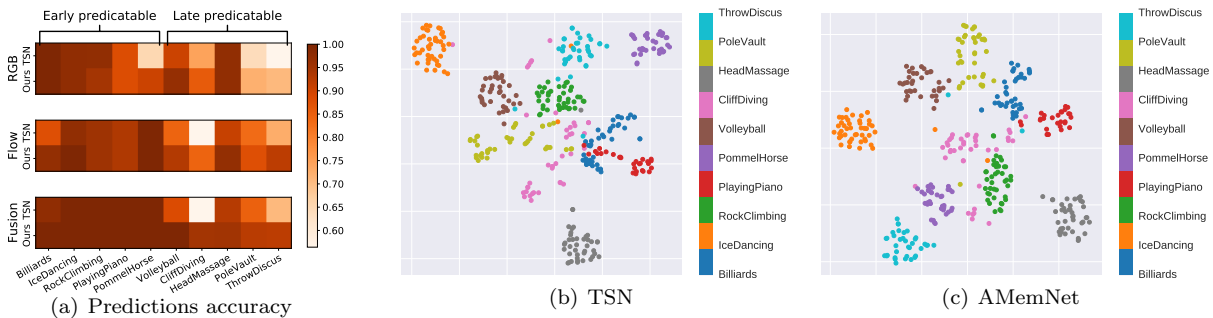 Early predicatable
Late predicatable
RGB
Ours TSN
Flow
Ours TSN
Fusion
Ours TSN
1.00
0.95
0.90
0.85
0.80
0.75
0.70
0.65
0.60
Billiards
IceDancing
RockClimbing
PlayingPiano
PommelHorse
Volleyball
CliffDiving
HeadMassage
PoleVault
ThrowDiscus
(a) Predictions accuracy
ThrowDiscus
PoleVault
HeadMassage
CliffDiving
Volleyball
PommelHorse
PlayingPiano
RockClimbing
IceDancing
Billiards
(b) TSN
ThrowDiscus
PoleVault
HeadMassage
CliffDiving
Volleyball
PommelHorse
PlayingPiano
RockClimbing
IceDancing
Billiards
(c) AMemNet